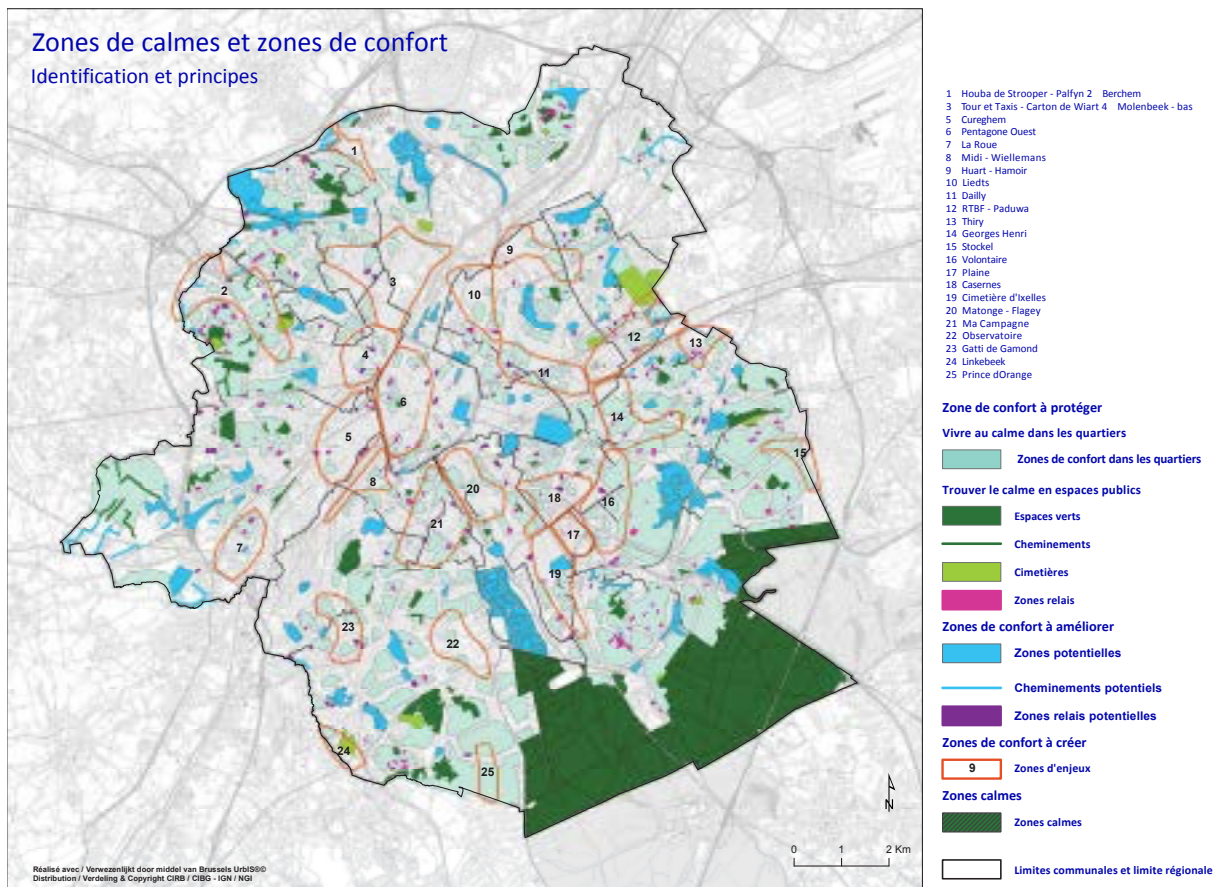 Zones de calmes et zones de confort
Identification et principes
1 Houba de Strooper - Palfyn 2 Berchem
3 Tour et Taxis - Carton de Wiart 4 Molenbeek - bas
5 Cureghem
6 Pentagone Ouest
7 La Roue
8 Midi - Wiellemans
9 Huart - Hamoir
10 Liedts
11 Dailly
12 RTBF - Paduwa
13 Thiry
14 Georges Henri
15 Stockel
16 Volontaire
17 Plaine
18 Casernes
19 Cimetière d'Ixelles
20 Matonge - Flagey
21 Ma Campagne
22 Observatoire
23 Gatti de Gamond
24 Linkebeek
25 Prince dOrange
Zone de confort à protéger
Vivre au calme dans les quartiers
Zones de confort dans les quartiers
Trouver le calme en espaces publics
Espaces verts
Cheminements
Cimetières
Zones relais
Zones de confort à améliorer
Zones potentielles
Cheminements potentiels
Zones relais potentielles
Zones de confort à créer
9 Zones d'enjeux
Zones calmes
Zones calmes
Limites communales et limite régionale
1
9
3
2
10
12
13
4
11
6
14
5
15
8
20
18
16
21
17
7
19
23
22
24
25
N
0 1 2 Km
Réalisé avec / Verwezenlijkt door middel van Brussels UrbIS®©
Distribution / Verdeling & Copyright CIRB / CIBG - IGN / NGI